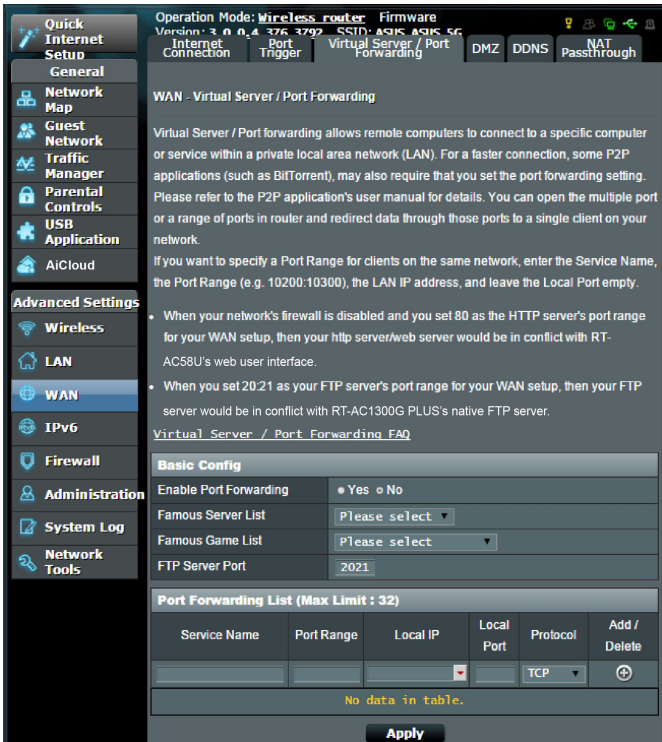 Quick
Internet
Setup
General
Network
Map
Guest
Network
Traffic
Manager
Parental
Controls
USB
Application
AiCloud
Advanced Settings
Wireless
LAN
WAN
IPv6
Firewall
Administration
System Log
Network
Tools
Operation Mode: Wireless router Firmware
Version: 3.0.0.4.376.3792 SSID: ASUS ASUS_5G
Internet
Connection
Port
Trigger
Virtual Server / Port
Forwarding
DMZ
DDNS
NAT
Passthrough
WAN - Virtual Server / Port Forwarding
Virtual Server / Port forwarding allows remote computers to connect to a specific computer
or service within a private local area network (LAN). For a faster connection, some P2P
applications (such as BitTorrent), may also require that you set the port forwarding setting.
Please refer to the P2P application's user manual for details. You can open the multiple port
or a range of ports in router and redirect data through those ports to a single client on your
network.
If you want to specify a Port Range for clients on the same network, enter the Service Name,
the Port Range (e.g. 10200:10300), the LAN IP address, and leave the Local Port empty.
• When your network's firewall is disabled and you set 80 as the HTTP server's port range
for your WAN setup, then your http server/web server would be in conflict with RT-
AC58U's web user interface.
• When you set 20:21 as your FTP server's port range for your WAN setup, then your FTP
server would be in conflict with RT-AC1300G PLUS's native FTP server.
Virtual Server / Port Forwarding FAQ
Basic Config
Enable Port Forwarding Yes No
Famous Server List Please select
Famous Game List Please select
FTP Server Port 2021
Port Forwarding List (Max Limit : 32)
Service Name Port Range Local IP Local Port Protocol Add / Delete
TCP
No data in table.
Apply